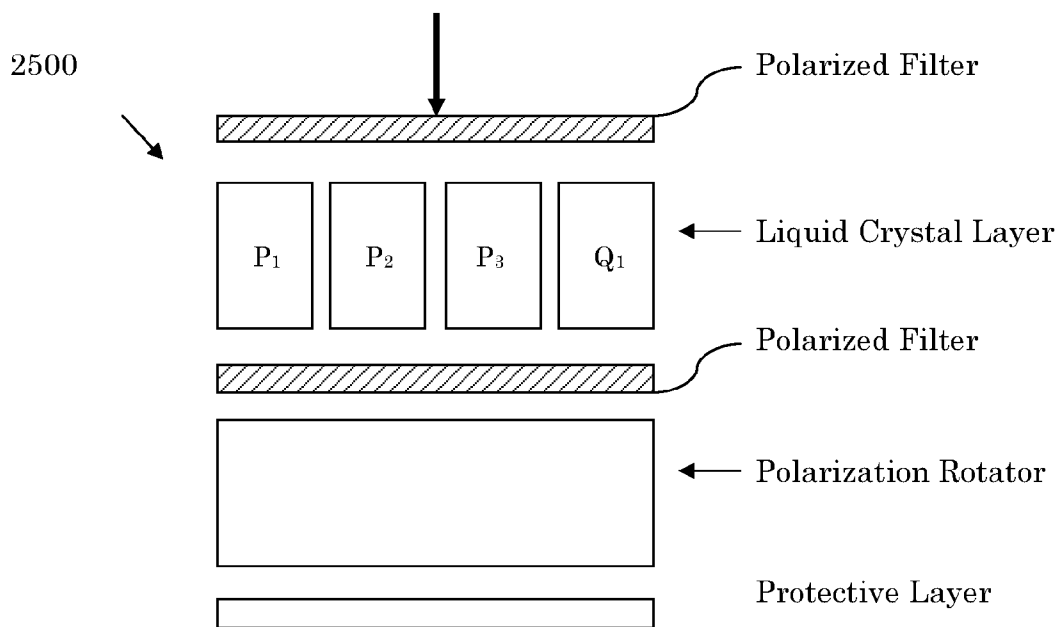 2500
Polarized Filter
P₁ P₂ P₃ Q₁
Liquid Crystal Layer
Polarized Filter
Polarization Rotator
Protective Layer